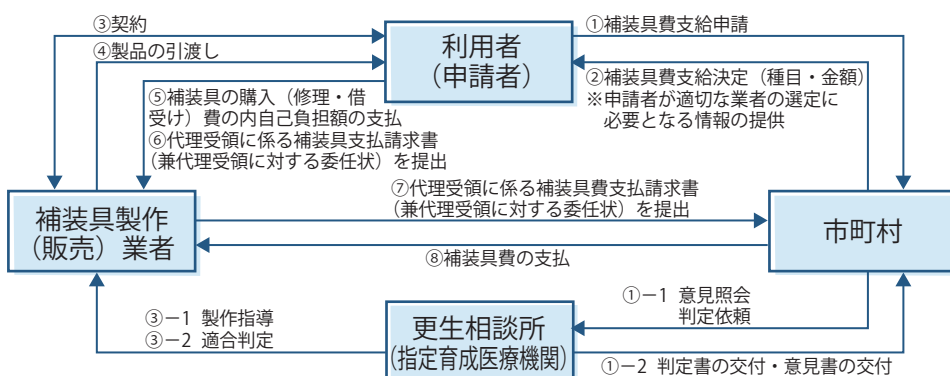 ③契約
④製品の引渡し
利用者
（申請者）
①補装具費支給申請
②補装具費支給決定（種目・金額）
※申請者が適切な業者の選定に
必要となる情報の提供
⑤補装具の購入（修理・借
受け）費の内自己負担額の支払
⑥代理受領に係る補装具支払請求書
（兼代理受領に対する委任状）を提出
補装具製作
（販売）業者
⑦代理受領に係る補装具費支払請求書
（兼代理受領に対する委任状）を提出
⑧補装具費の支払
市町村
③−1 製作指導
③−2 適合判定
更生相談所
（指定育成医療機関）
①−1 意見照会
判定依頼
①−2 判定書の交付・意見書の交付